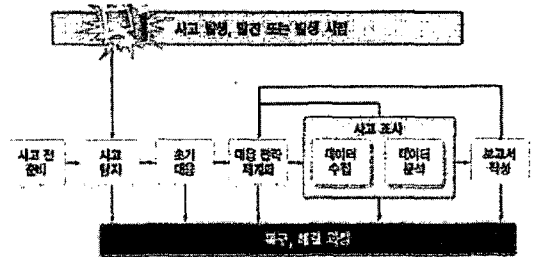 사고 발생, 발견 또는 발생 시점
사고 조사
사고 전
준비
사고
탐지
초기
대응
대응 전략
체계화
데이터
수집
데이터
분석
보고서
작성
복구, 해결 과정